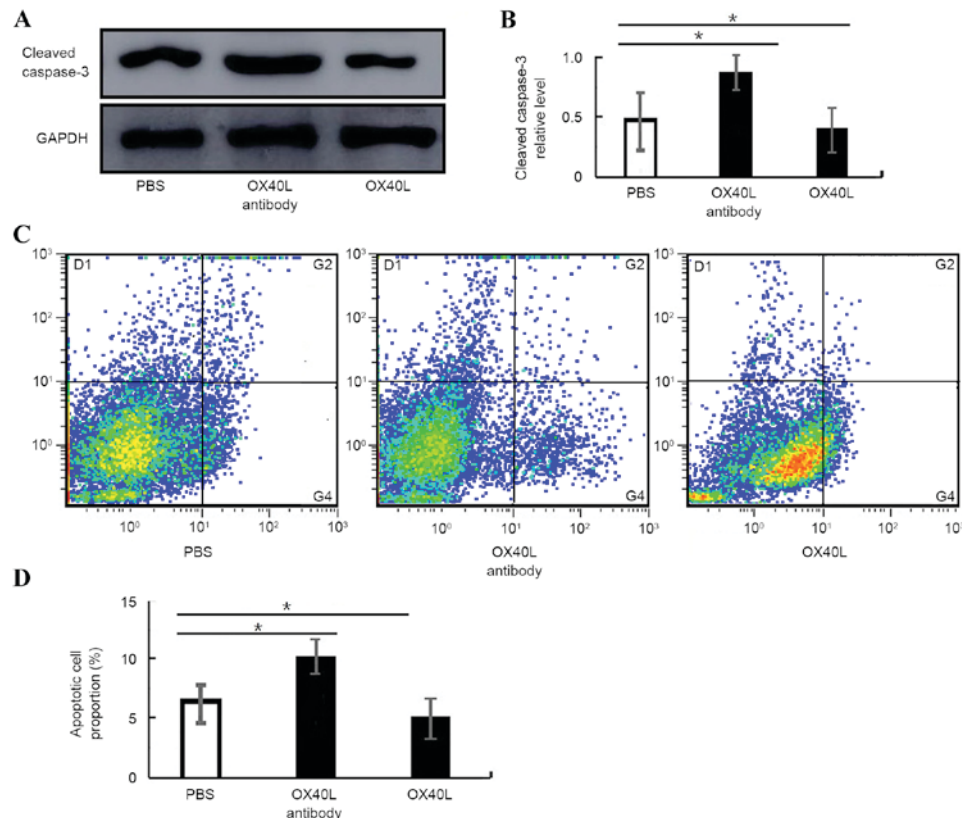 A
Cleaved
caspase-3
GAPDH
PBS
OX40L
antibody
OX40L
B
*
*
Cleaved caspase-3
relative level
1.0
0.5
0
PBS
OX40L
antibody
OX40L
C
D1
G2
G4
10³
10²
10¹
10⁰
10⁰
10¹
10²
10³
PBS
D1
G2
G4
10³
10²
10¹
10⁰
10⁰
10¹
10²
10³
OX40L
antibody
D1
G2
G4
10³
10²
10¹
10⁰
10⁰
10¹
10²
OX40L
D
*
*
Apoptotic cell
proportion (%)
15
10
5
0
PBS
OX40L
antibody
OX40L